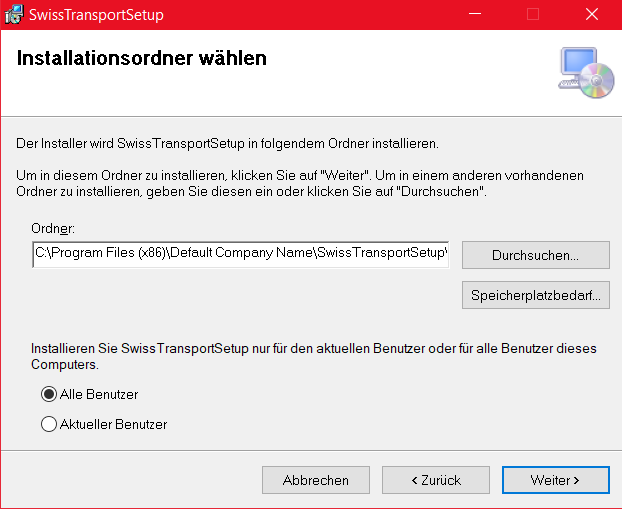 SwissTransportSetup
Installationsordner wählen
Der Installer wird SwissTransportSetup in folgendem Ordner installieren.
Um in diesem Ordner zu installieren, klicken Sie auf "Weiter". Um in einem anderen vorhandenen
Ordner zu installieren, geben Sie diesen ein oder klicken Sie auf "Durchsuchen".
Ordner:
C:\Program Files (x86)\Default Company Name\SwissTransportSetup\
Durchsuchen...
Speicherplatzbedarf...
Installieren Sie SwissTransportSetup nur für den aktuellen Benutzer oder für alle Benutzer dieses
Computers.
Alle Benutzer
Aktueller Benutzer
Abbrechen
< Zurück
Weiter >